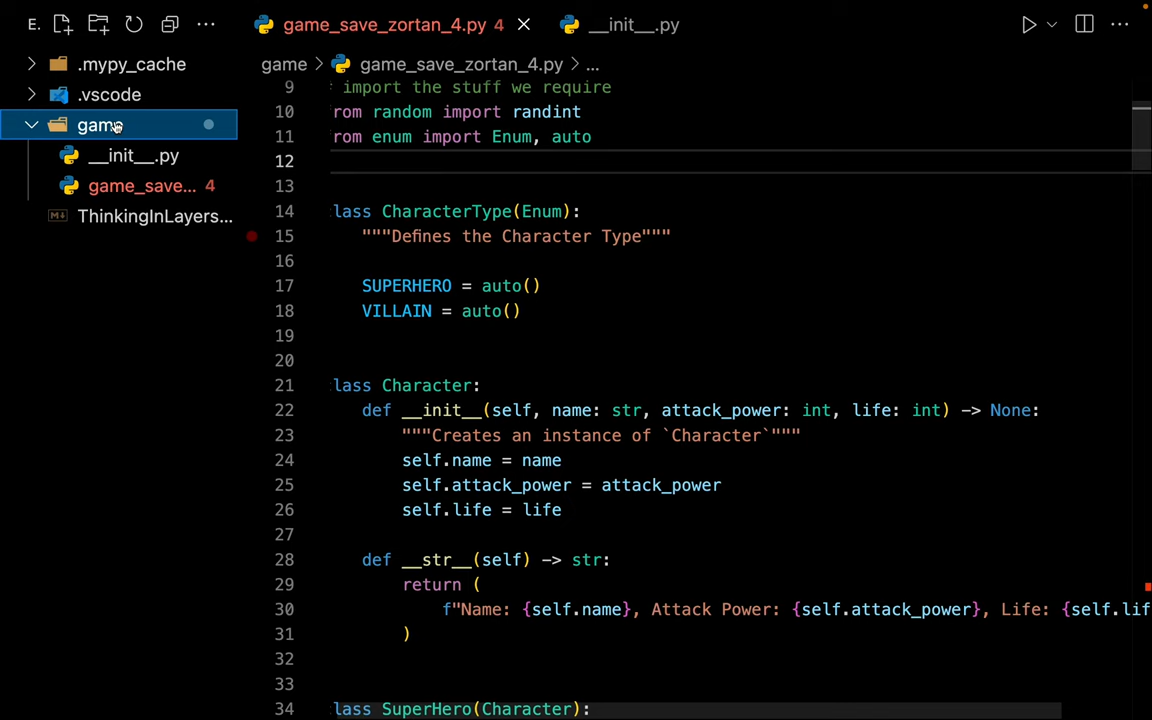 E.
game_save_zortan_4.py 4
__init__.py
.mypy_cache
.vscode
game
__init__.py
game_save... 4
ThinkingInLayers...
game > game_save_zortan_4.py > ...
9 import the stuff we require
10 rom random import randint
11 rom enum import Enum, auto
12
13
14 lass CharacterType(Enum):
15 """Defines the Character Type"""
16
17 SUPERHERO = auto()
18 VILLAIN = auto()
19
20
21 lass Character:
22 def __init__(self, name: str, attack_power: int, life: int) -> None:
23 """Creates an instance of `Character`"""
24 self.name = name
25 self.attack_power = attack_power
26 self.life = life
27
28 def __str__(self) -> str:
29 return (
30 f"Name: {self.name}, Attack Power: {self.attack_power}, Life: {self.lif
31 )
32
33
34 lass SuperHero(Character):